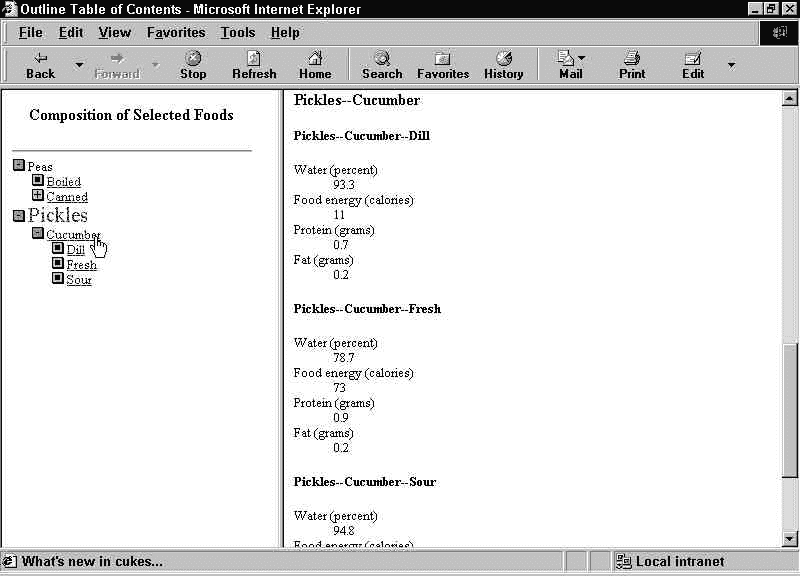 Outline Table of Contents - Microsoft Internet Explorer
File Edit View Favorites Tools Help
Back Forward Stop Refresh Home Search Favorites History Mail Print Edit
Composition of Selected Foods
Peas
Boiled
Canned
Pickles
Cucumber
Dill
Fresh
Sour
Pickles--Cucumber
Pickles--Cucumber--Dill
Water (percent)
93.3
Food energy (calories)
11
Protein (grams)
0.7
Fat (grams)
0.2
Pickles--Cucumber--Fresh
Water (percent)
78.7
Food energy (calories)
73
Protein (grams)
0.9
Fat (grams)
0.2
Pickles--Cucumber--Sour
Water (percent)
94.8
Food energy (calories)
What's new in cukes... Local intranet